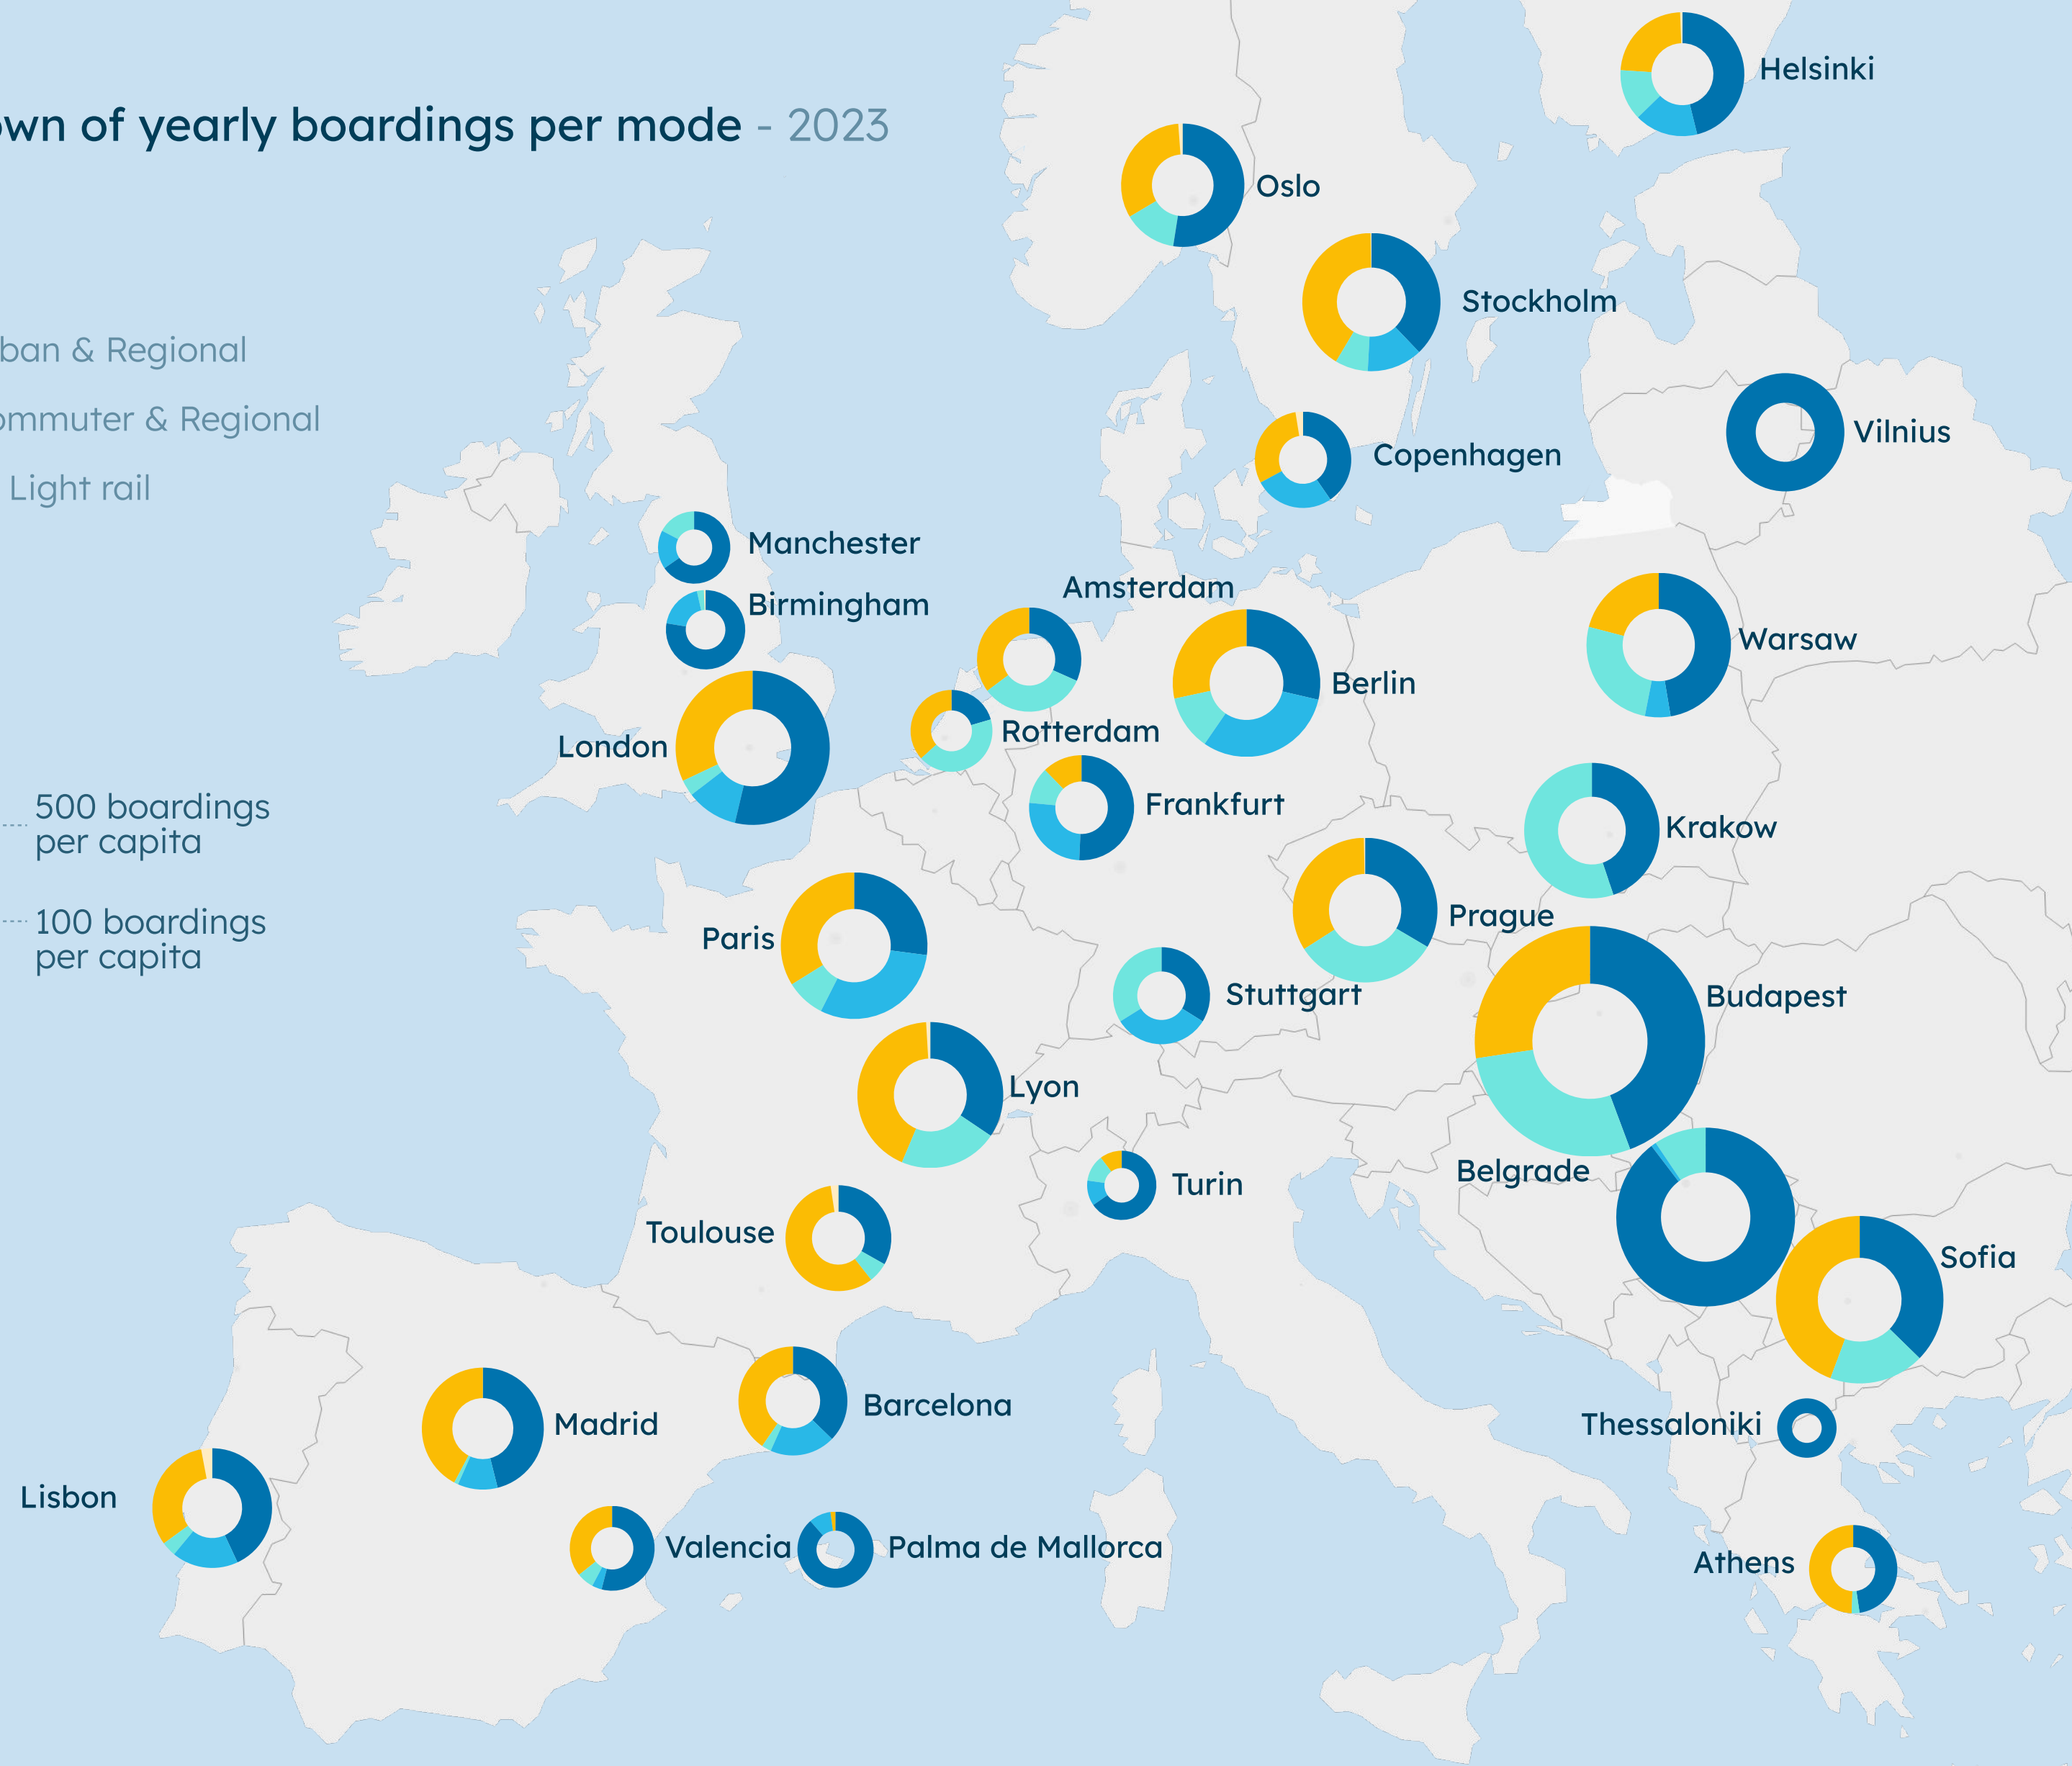 own of yearly boardings per mode - 2023
ban & Regional
ommuter & Regional
Light rail
500 boardings
per capita
100 boardings
per capita
Helsinki
Oslo
Stockholm
Vilnius
Copenhagen
Manchester
Amsterdam
Birmingham
Warsaw
Berlin
Rotterdam
London
Frankfurt
Krakow
Prague
Paris
Stuttgart
Budapest
Lyon
Belgrade
Turin
Toulouse
Sofia
Barcelona
Madrid
Thessaloniki
Lisbon
Valencia
Palma de Mallorca
Athens